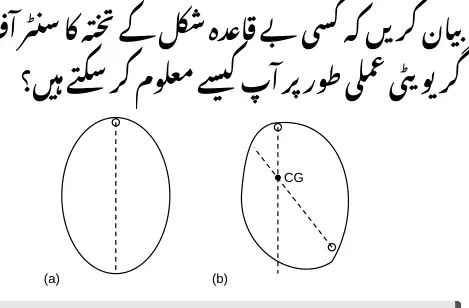 بیان کریں کہ کسی بے قاعدہ شکل کے تختہ کا سنٹر آف
گریویٹی عملی طور پر آپ کیسے معلوم کر سکتے ہیں؟
CG
(a) (b)